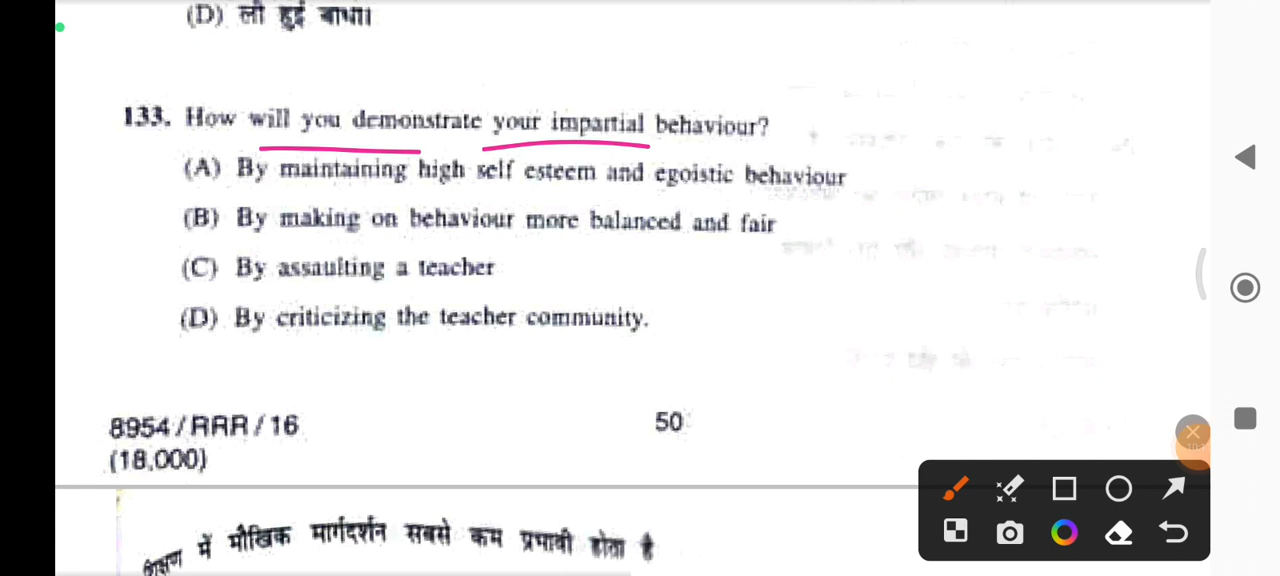 (D) ली हुई बाधा।
133. How will you demonstrate your impartial behaviour?
(A) By maintaining high self esteem and egoistic behaviour
(B) By making on behaviour more balanced and fair
(C) By assaulting a teacher
(D) By criticizing the teacher community.
8954/RRR/16
50
(18,000)
में मौखिक मार्गदर्शन सबसे कम प्रभावी होता है